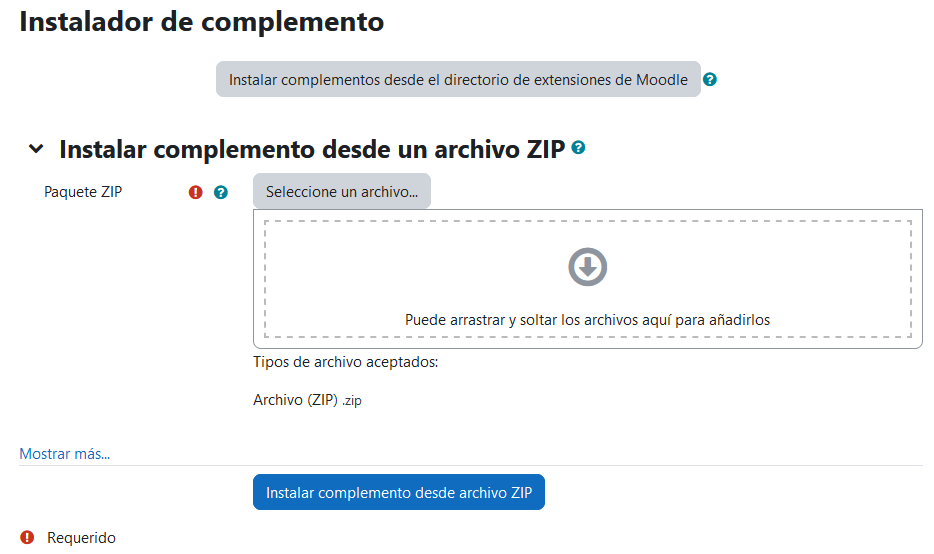 Instalador de complemento
Instalar complementos desde el directorio de extensiones de Moodle
Instalar complemento desde un archivo ZIP
Paquete ZIP
Seleccione un archivo...
Puede arrastrar y soltar los archivos aquí para añadirlos
Tipos de archivo aceptados:
Archivo (ZIP) .zip
Mostrar más...
Instalar complemento desde archivo ZIP
Requerido